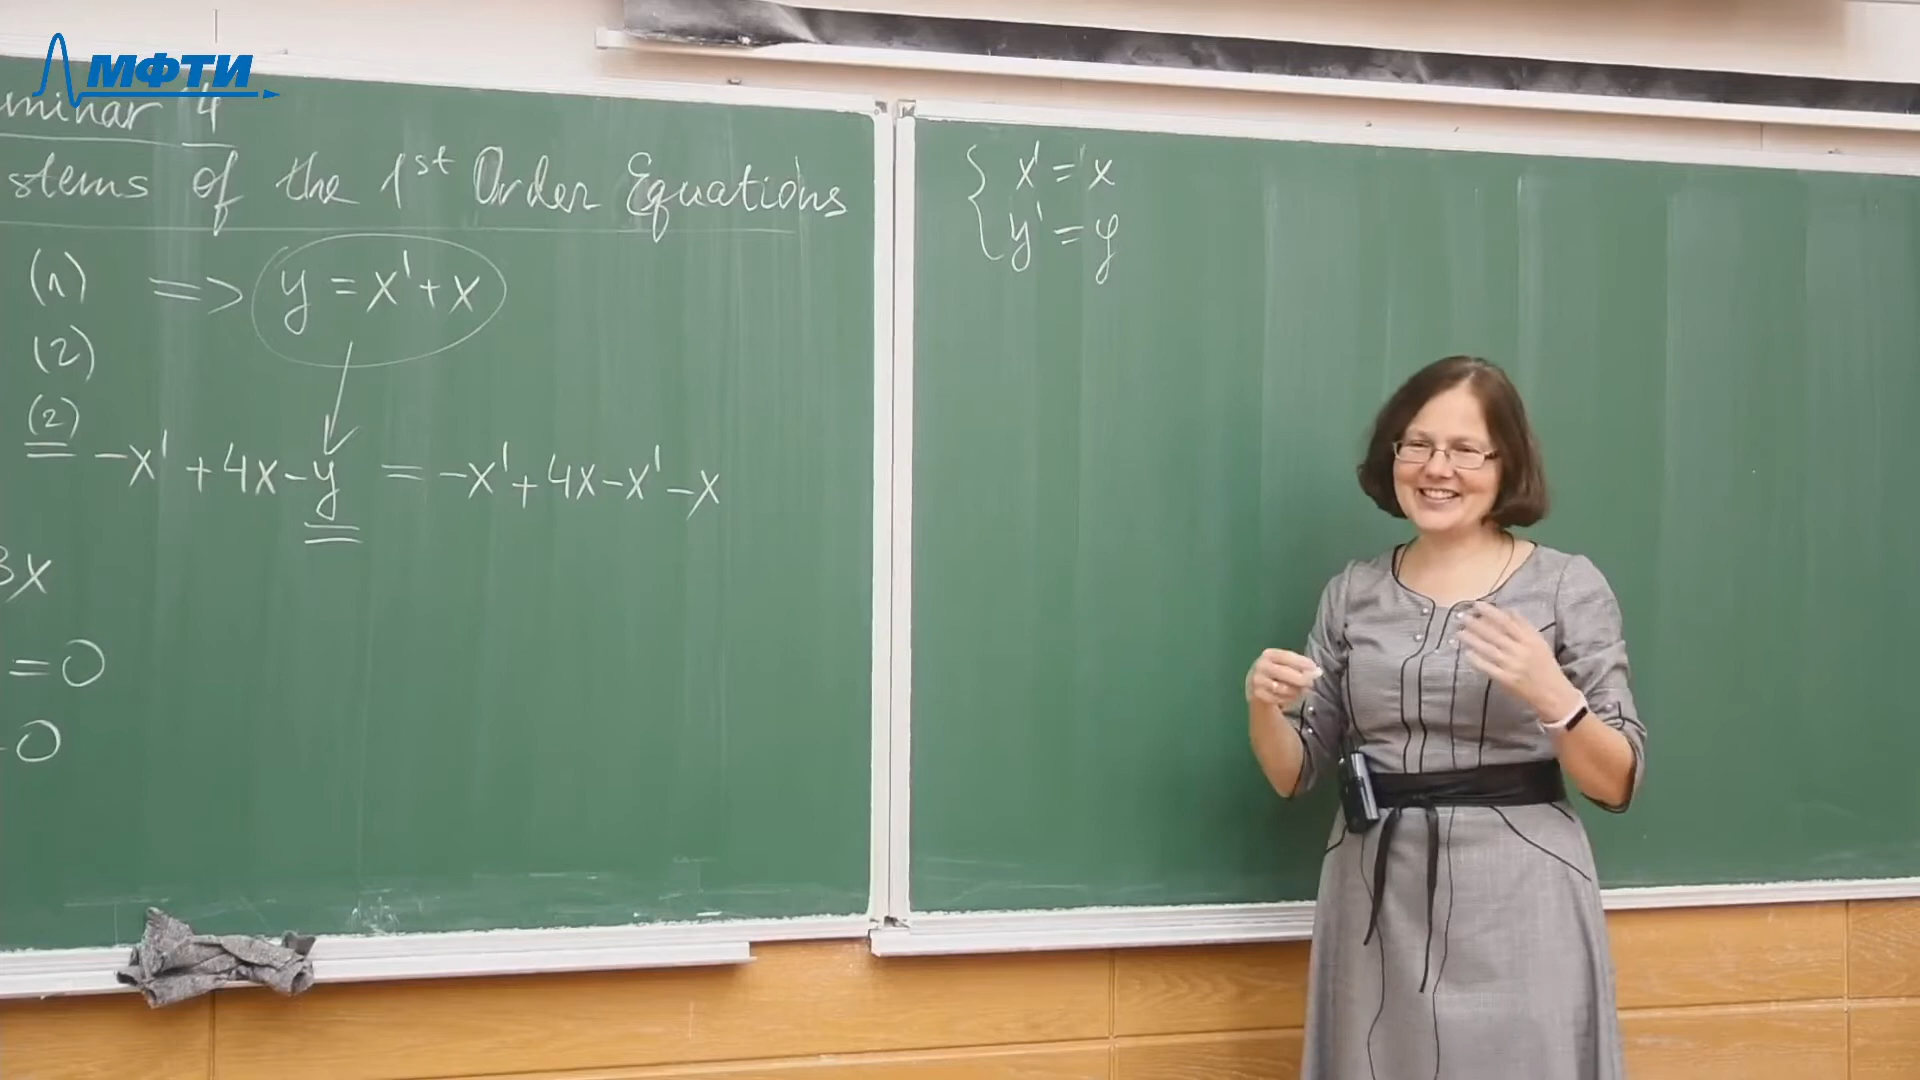 МФТИ
minar 4
stems of the 1st Order Equations
(1) => y = x' + x
(2)
(2)
-x' + 4x - y = -x' + 4x - x' - x
3x
= 0
0
{ x' = x
y' = y